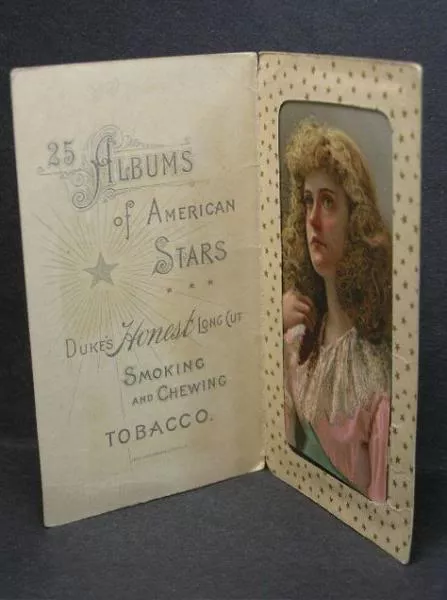 25 ALBUMS
of AMERICAN
STARS
DUKE'S Honest LONG CUT
SMOKING
AND CHEWING
TOBACCO.